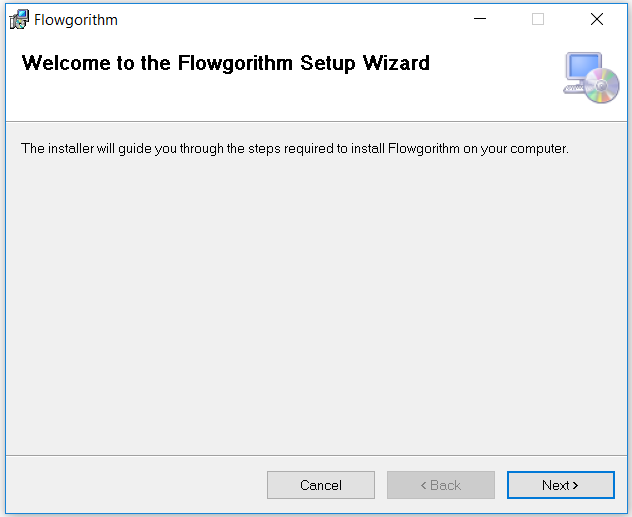 Flowgorithm
Welcome to the Flowgorithm Setup Wizard
The installer will guide you through the steps required to install Flowgorithm on your computer.
Cancel
< Back
Next >